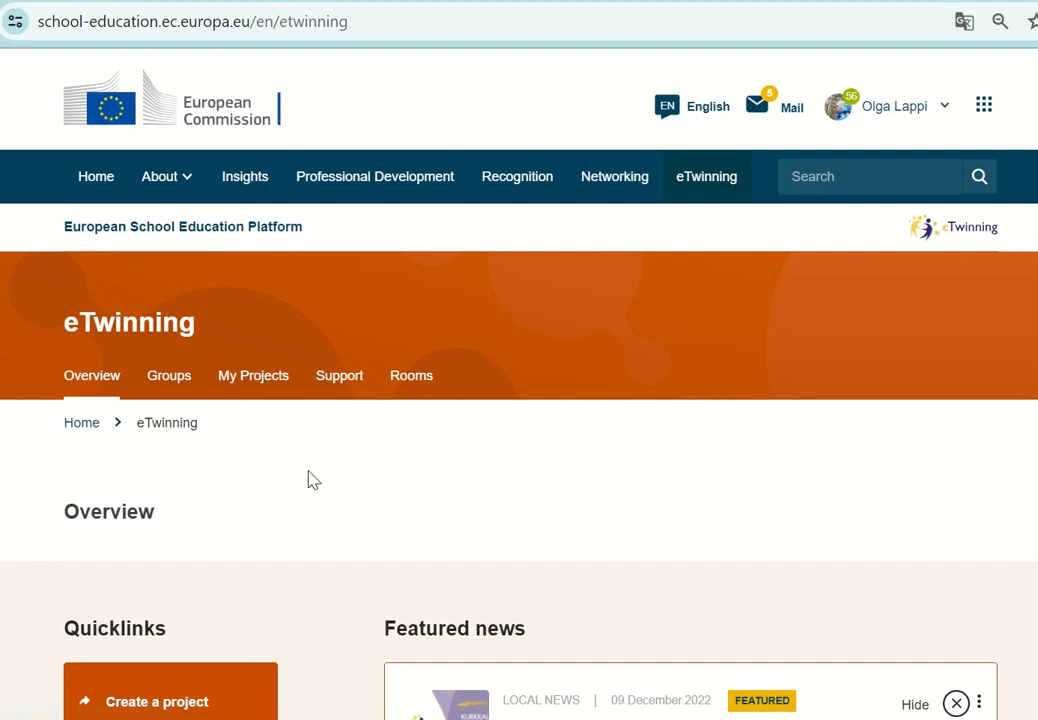 school-education.ec.europa.eu/en/etwinning
European
Commission
EN English 5 Mail 56 Olga Lappi
Home About Insights Professional Development Recognition Networking eTwinning Search
European School Education Platform eTwinning
eTwinning
Overview Groups My Projects Support Rooms
Home eTwinning
Overview
Quicklinks Featured news
Create a project LOCAL NEWS | 09.December.2022 FEATURED Hide
KURKKAL